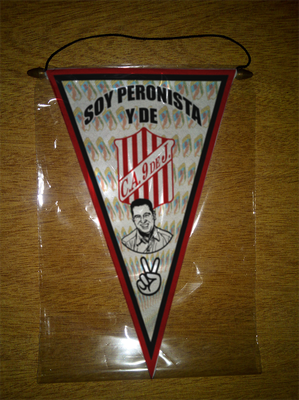 SOY PERONISTA
Y DE
C.A. 9 DE J.